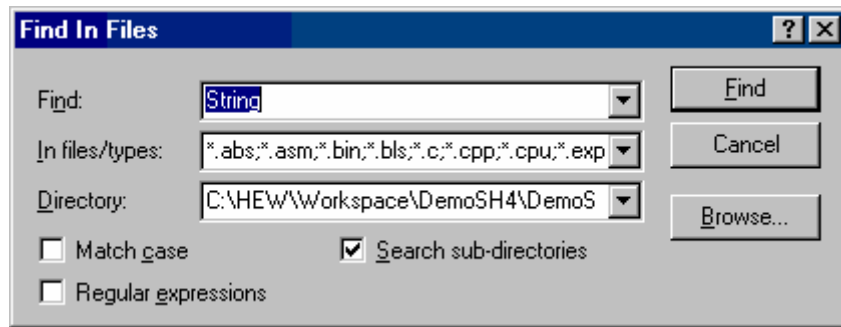 Find In Files
Find:
String
Find
In files/types:
*.abs;*.asm;*.bin;*.bls;*.c;*.cpp;*.cpu;*.exp
Cancel
Directory:
C:\HEW\Workspace\DemoSH4\DemoS
Browse...
Match case
Search sub-directories
Regular expressions